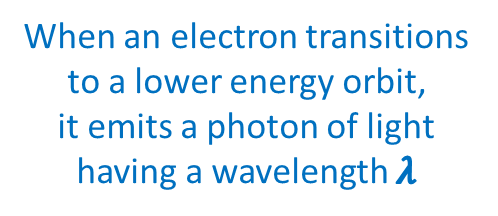 When an electron transitions
to a lower energy orbit,
it emits a photon of light
having a wavelength λ